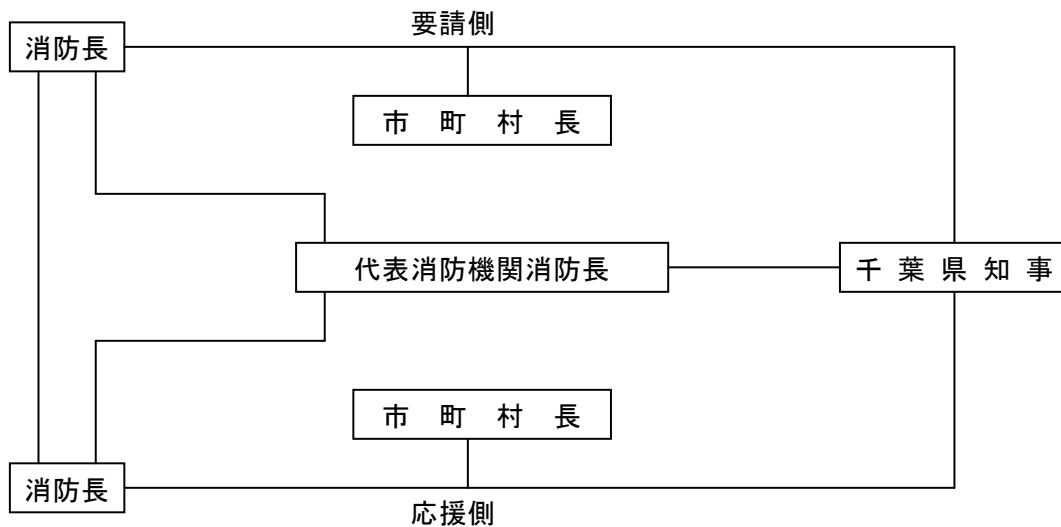 要請側
消防長
市 町 村 長
代表消防機関消防長
千 葉 県 知 事
市 町 村 長
消防長
応援側